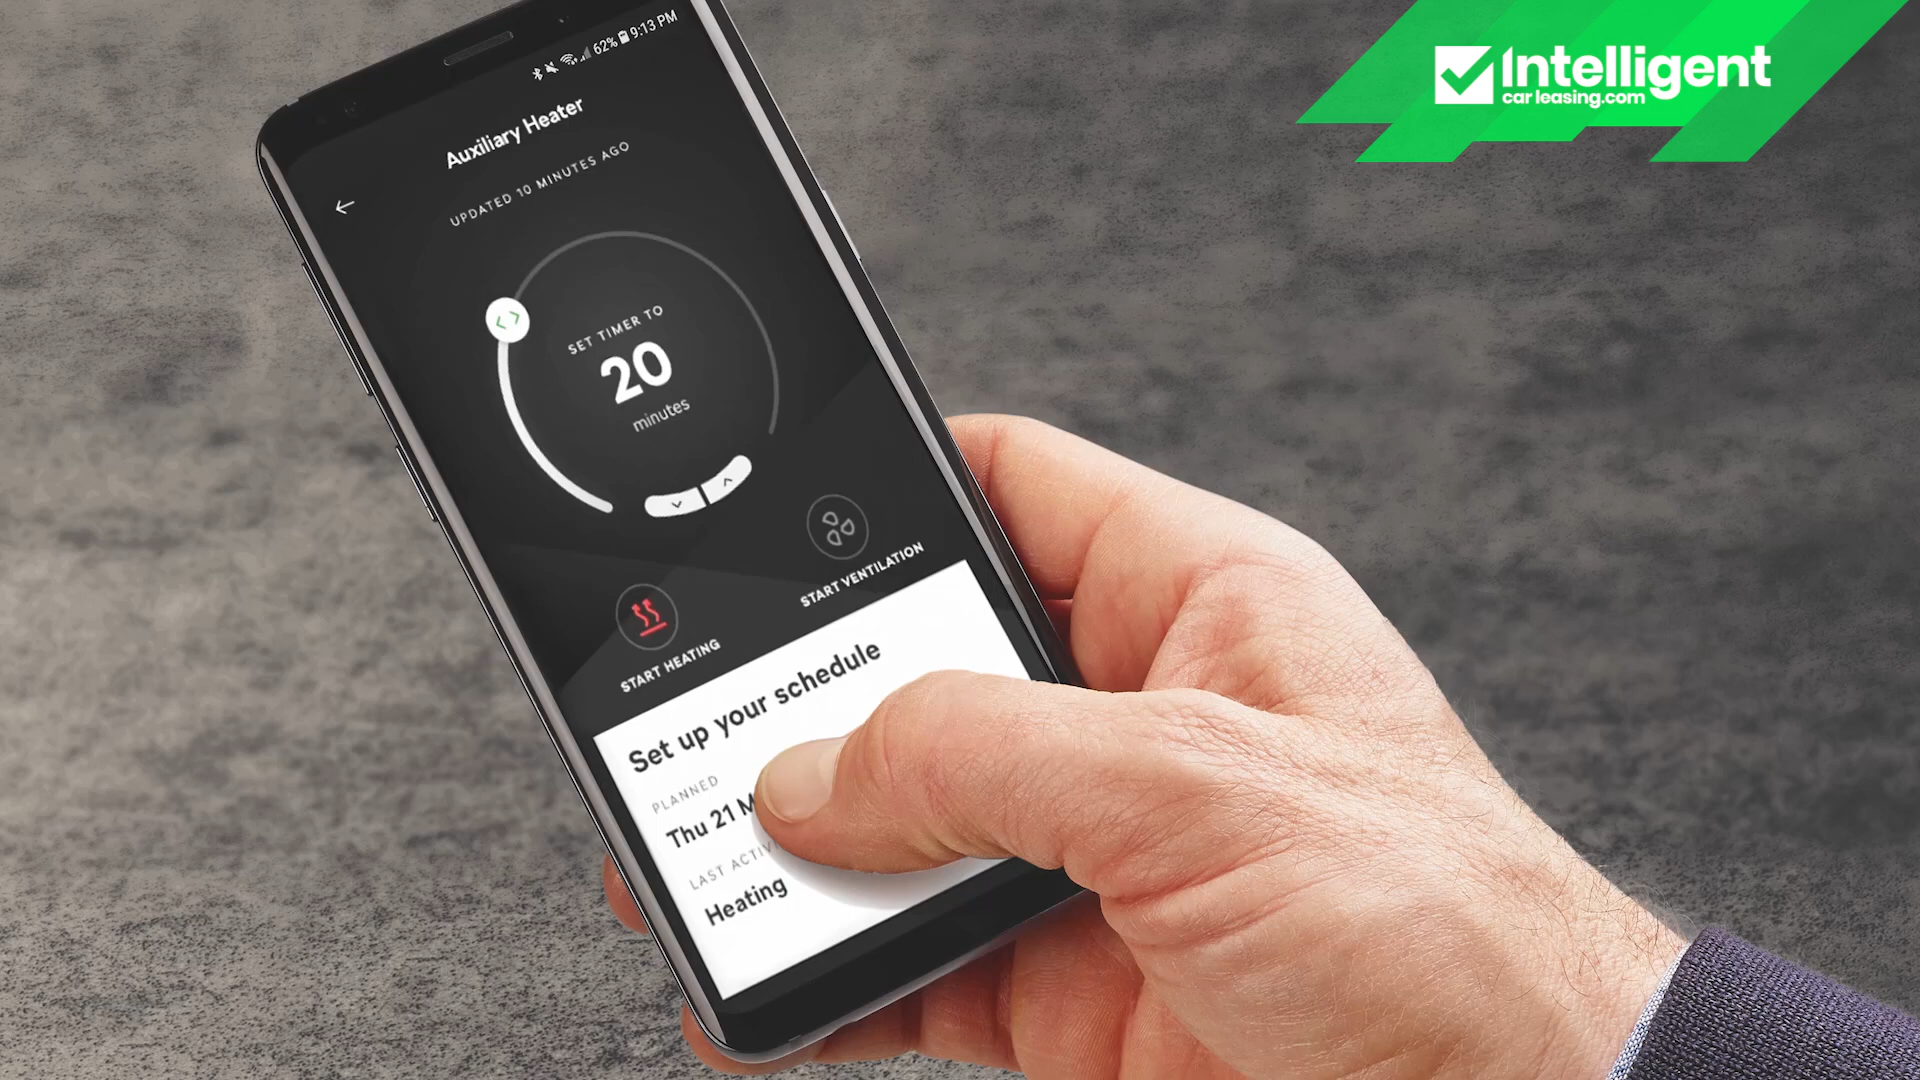 62% 9:13 PM
Intelligent
carleasing.com
Auxiliary Heater
UPDATED 10 MINUTES AGO
SET TIMER TO
20
minutes
START VENTILATION
START HEATING
Set up your schedule
PLANNED
Thu 21
LAST
Heating